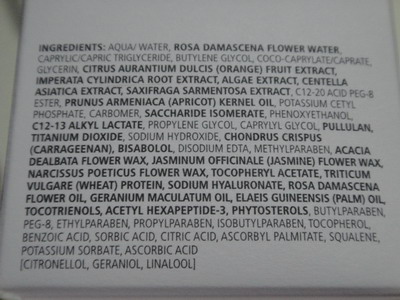 INGREDIENTS: AQUA/ WATER, ROSA DAMASCENA FLOWER WATER,
CAPRYLIC/CAPRIC TRIGLYCERIDE, BUTYLENE GLYCOL, COCO-CAPRYLATE/CAPRATE,
GLYCERIN, CITRUS AURANTIUM DULCIS (ORANGE) FRUIT EXTRACT,
IMPERATA CYLINDRICA ROOT EXTRACT, ALGAE EXTRACT, CENTELLA
ASIATICA EXTRACT, SAXIFRAGA SARMENTOSA EXTRACT, C12-20 ACID PEG-8
ESTER, PRUNUS ARMENIACA (APRICOT) KERNEL OIL, POTASSIUM CETYL
PHOSPHATE, CARBOMER, SACCHARIDE ISOMERATE, PHENOXYETHANOL,
C12-13 ALKYL LACTATE, PROPYLENE GLYCOL, CAPRYLYL GLYCOL, PULLULAN,
TITANIUM DIOXIDE, SODIUM HYDROXIDE, CHONDRUS CRISPUS
(CARRAGEENAN), BISABOLOL, DISODIUM EDTA, METHYLPARABEN, ACACIA
DEALBATA FLOWER WAX, JASMINUM OFFICINALE (JASMINE) FLOWER WAX,
NARCISSUS POETICUS FLOWER WAX, TOCOPHERYL ACETATE, TRITICUM
VULGARE (WHEAT) PROTEIN, SODIUM HYALURONATE, ROSA DAMASCENA
FLOWER OIL, GERANIUM MACULATUM OIL, ELAEIS GUINEENSIS (PALM) OIL,
TOCOTRIENOLS, ACETYL HEXAPEPTIDE-3, PHYTOSTEROLS, BUTYLPARABEN,
PEG-8, ETHYLPARABEN, PROPYLPARABEN, ISOBUTYLPARABEN, TOCOPHEROL,
BENZOIC ACID, SORBIC ACID, CITRIC ACID, ASCORBYL PALMITATE, SQUALENE,
POTASSIUM SORBATE, ASCORBIC ACID
[CITRONELLOL, GERANIOL, LINALOOL]